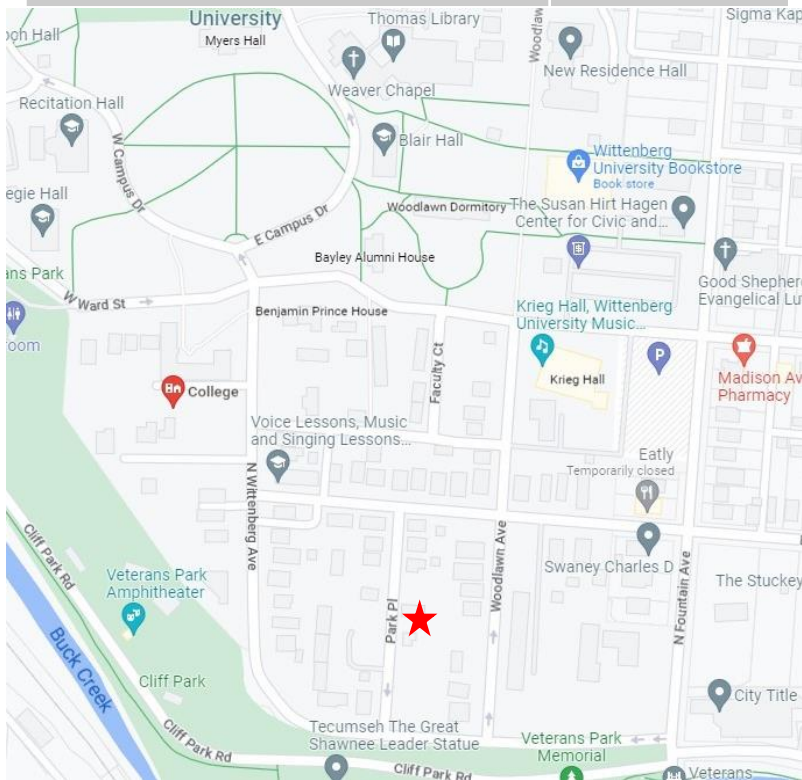 University
Thomas Library
Sigma Kap
och Hall
Myers Hall
Woodlawn
New Residence Hall
Weaver Chapel
Recitation Hall
W Campus Dr
Blair Hall
Wittenberg
University Bookstore
Book store
egie Hall
Woodlawn Dormitory
The Susan Hirt Hagen
Center for Civic and...
E Campus Dr
Bayley Alumni House
ans Park
Good Shepher
Evangelical Lu
W Ward St
Benjamin Prince House
Krieg Hall, Wittenberg
University Music...
oom
Faculty Ct
P
Krieg Hall
Madison Av
Pharmacy
College
Voice Lessons, Music
and Singing Lessons...
Eatly
Temporarily closed
N Wittenberg Ave
Cliff Park Rd
Woodlawn Ave
Swaney Charles D
N Fountain Ave
The Stuckey
Veterans Park
Amphitheater
Park Pl
Buck Creek
Cliff Park
City Title
Tecumseh The Great
Shawnee Leader Statue
Cliff Park Rd
Veterans Park
Memorial
Cliff Park Rd
Veterans